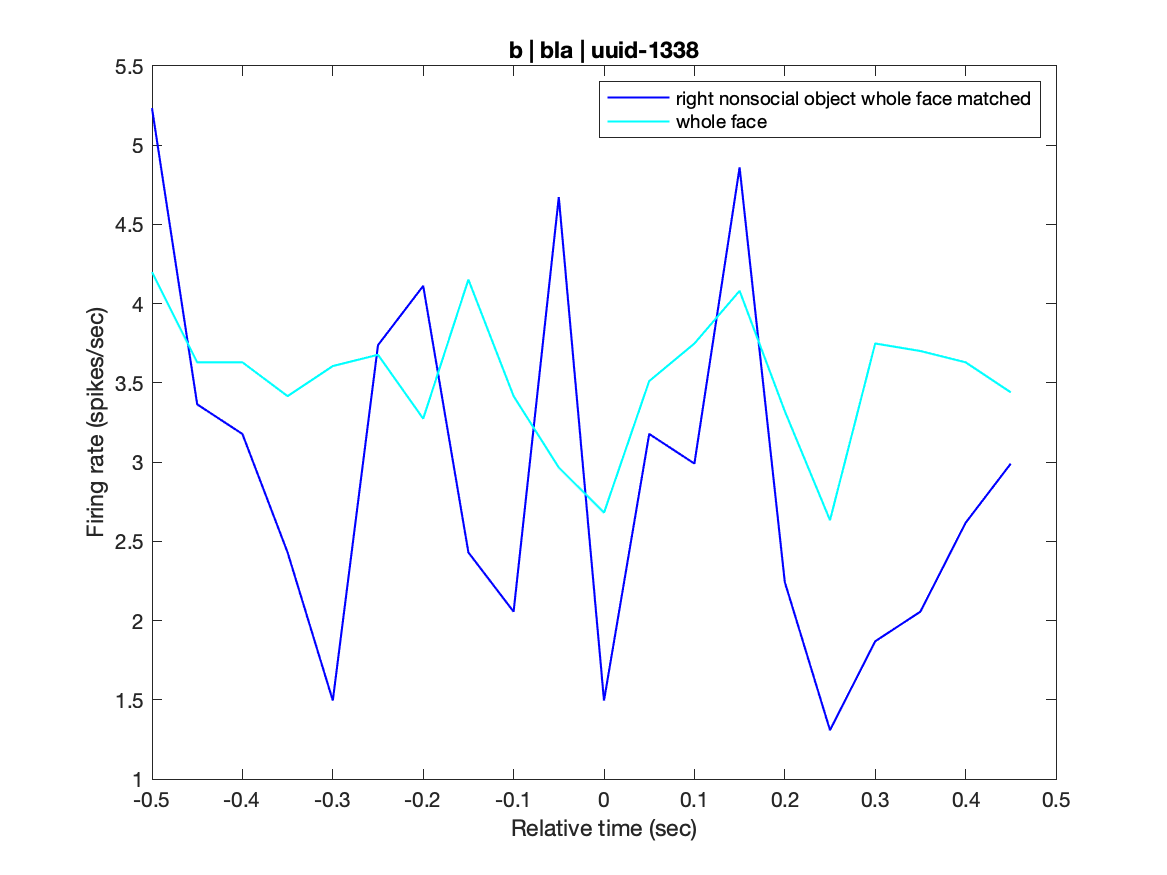 b | bla | uuid-1338
right nonsocial object whole face matched
whole face
5.5
5
4.5
4
3.5
3
2.5
2
1.5
1
Firing rate (spikes/sec)
-0.5 -0.4 -0.3 -0.2 -0.1 0 0.1 0.2 0.3 0.4 0.5
Relative time (sec)